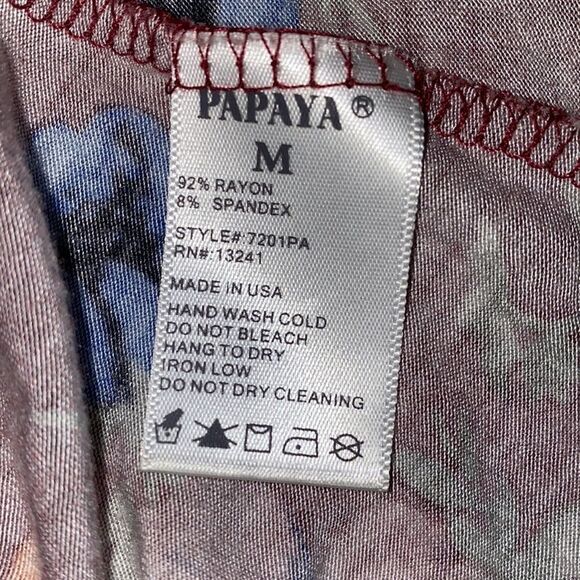 PAPAYA ®
M
92% RAYON
8% SPANDEX
STYLE# 7201PA
RN#: 13241
MADE IN USA
HAND WASH COLD
DO NOT BLEACH
HANG TO DRY
IRON LOW
DO NOT DRY CLEANING